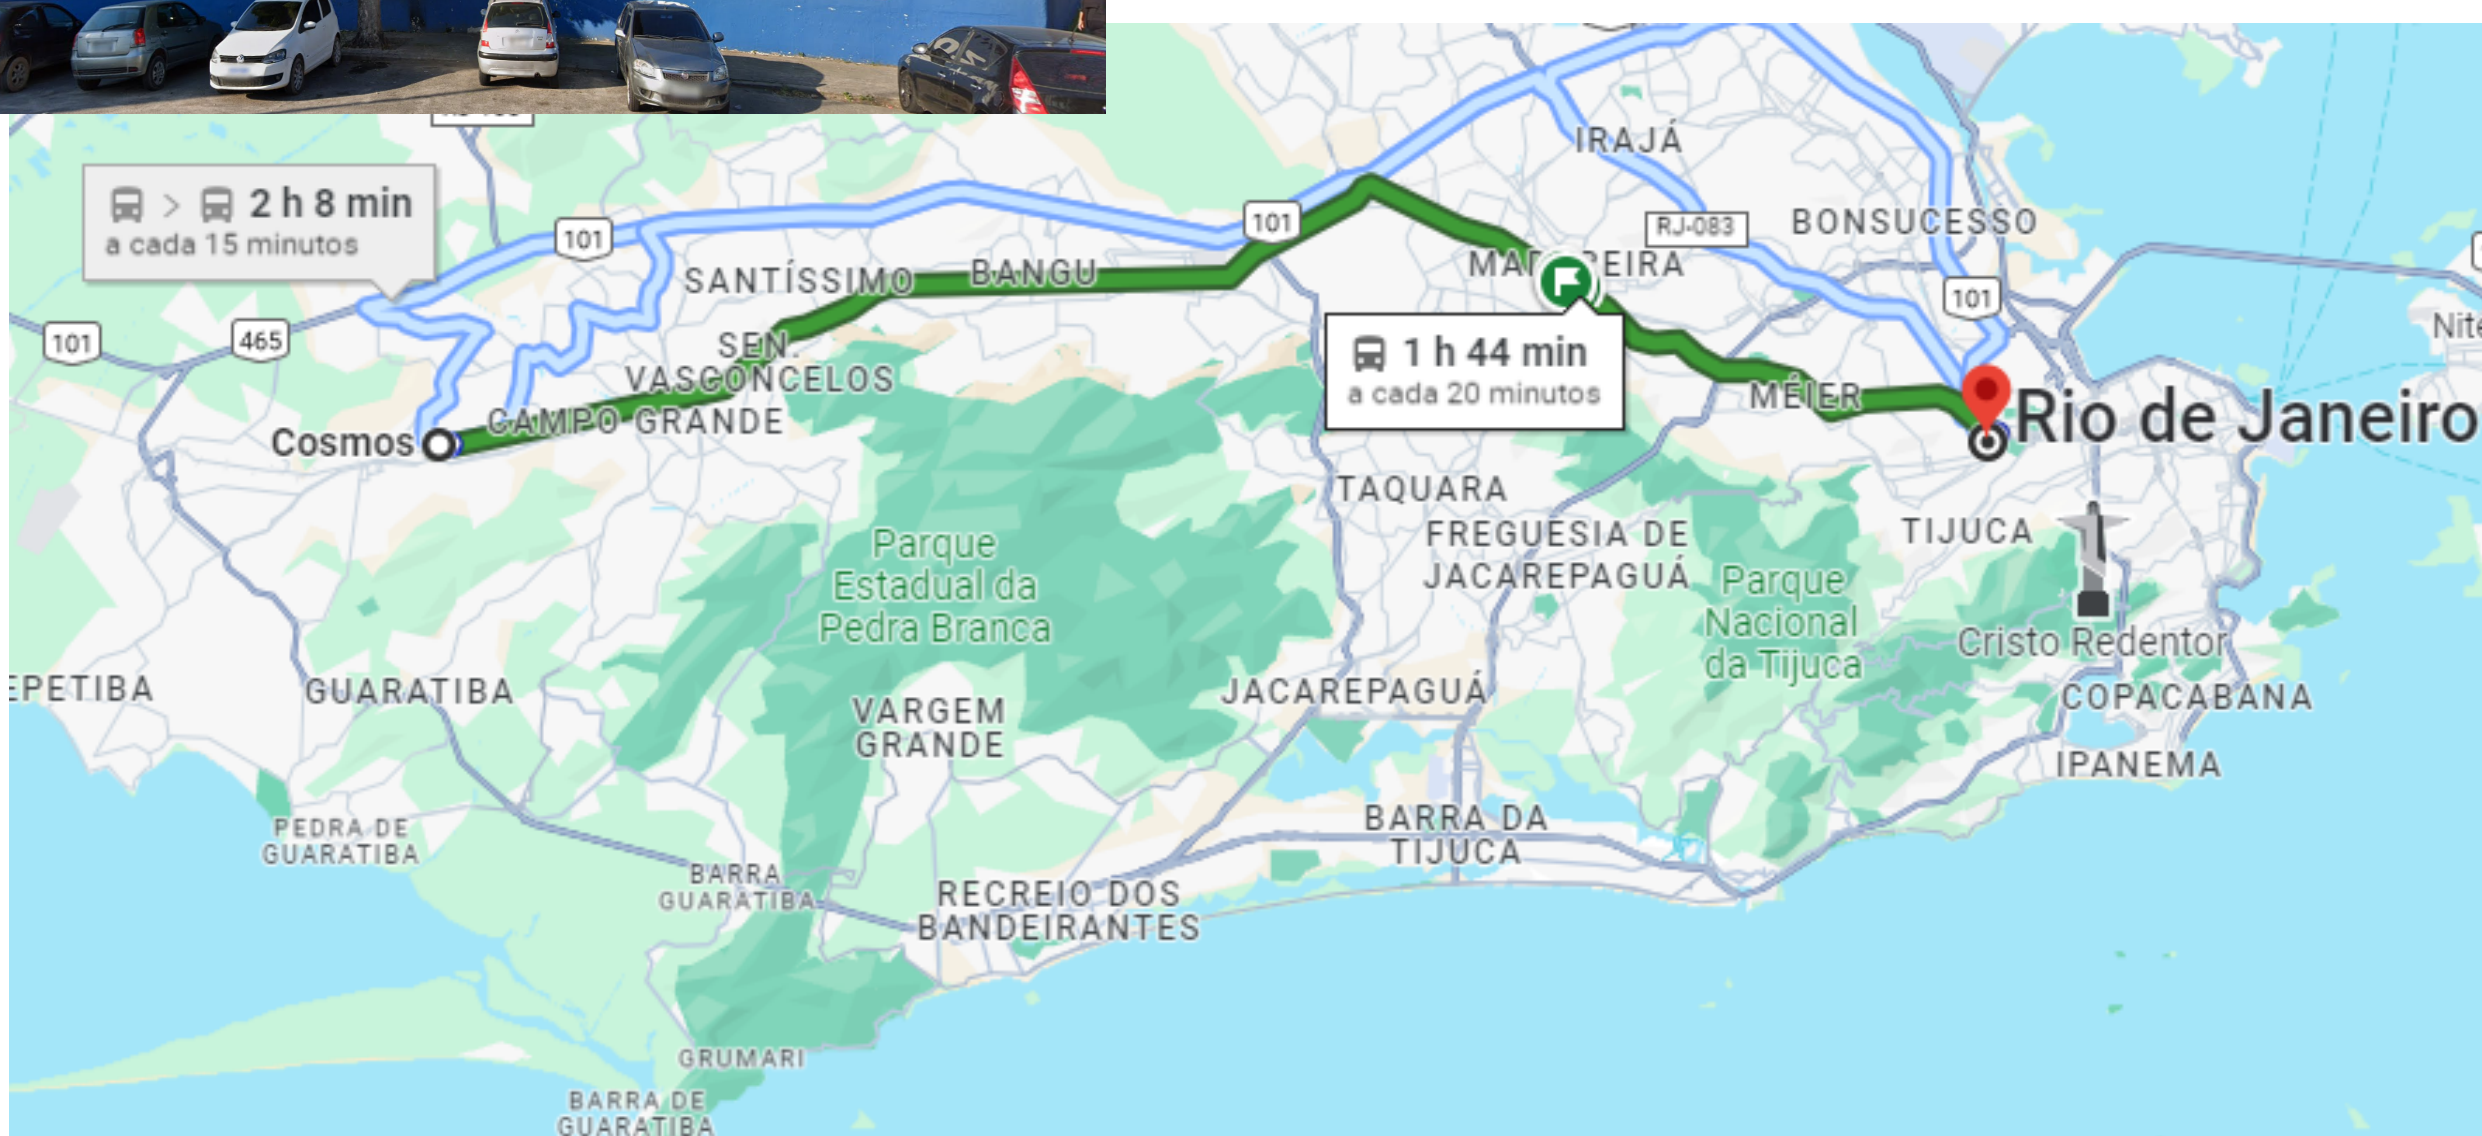 2 h 8 min
a cada 15 minutos
101
465
101
101
RJ-083
101
IRAJÁ
BONSUCESSO
SANTÍSSIMO
BANGU
SEN.
VASCONCELOS
CAMPO GRANDE
Cosmos
1 h 44 min
a cada 20 minutos
MÉIER
Rio de Janeiro
TAQUARA
FREGUESIA DE
JACAREPAGUÁ
TIJUCA
Parque
Estadual da
Pedra Branca
Parque
Nacional
da Tijuca
Cristo Redentor
EPETIBA
GUARATIBA
VARGEM
GRANDE
JACAREPAGUÁ
COPACABANA
IPANEMA
PEDRA DE
GUARATIBA
BARRA
GUARATIBA
RECREIO DOS
BANDEIRANTES
BARRA DA
TIJUCA
GRUMARI
BARRA DE
GUARATIBA